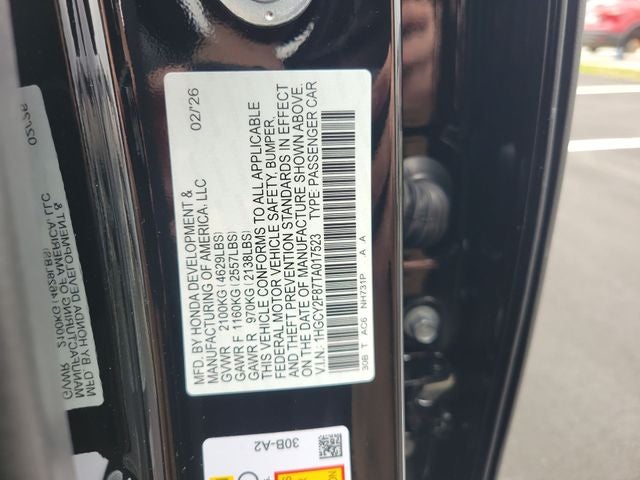 MFD. BY HONDA DEVELOPMENT & 02/'26
MANUFACTURING OF AMERICA, LLC
GVWR 2100KG (4629LBS)
GAWR F 1160KG (2557LBS)
GAWR R 970KG (2138LBS)
THIS VEHICLE CONFORMS TO ALL APPLICABLE
FEDERAL MOTOR VEHICLE SAFETY, BUMPER,
AND THEFT PREVENTION STANDARDS IN EFFECT
ON THE DATE OF MANUFACTURE SHOWN ABOVE.
V.I.N.: 1HGCY2F87TA017523 TYPE: PASSENGER CAR
30B T AC6 NH731P A A
30B-A2